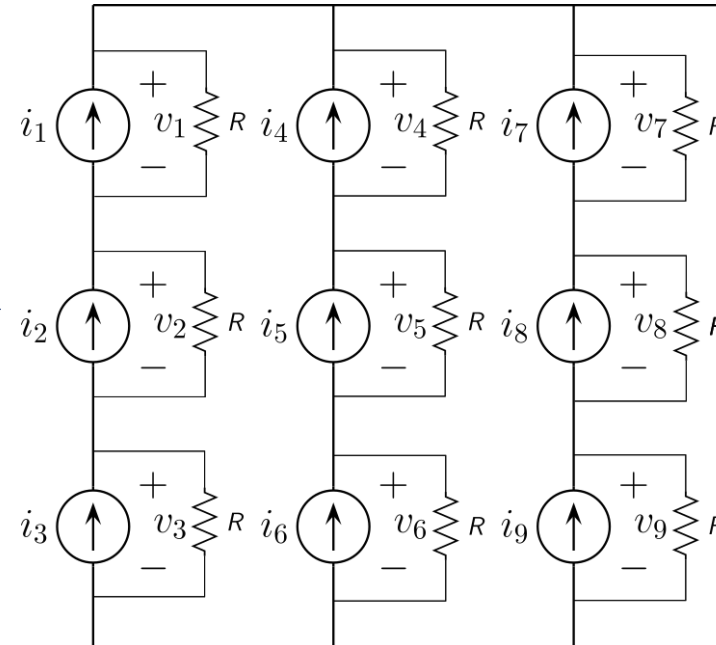 + + +
i₁ v₁ R i₄ v₄ R i₇ v₇
− − −
+ + +
i₂ v₂ R i₅ v₅ R i₈ v₈
− − −
+ + +
i₃ v₃ R i₆ v₆ R i₉ v₉
− − −